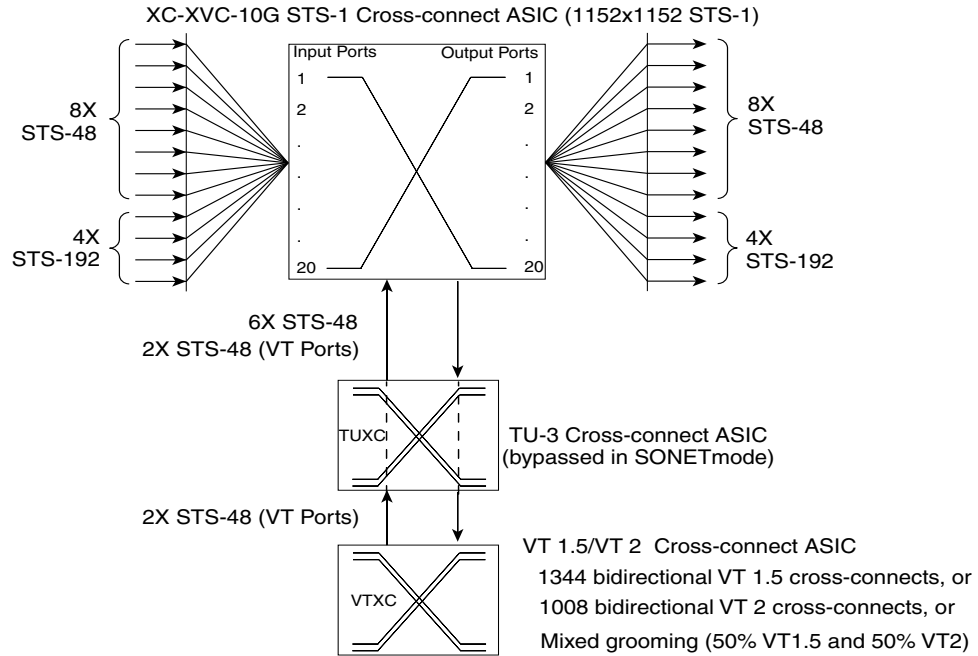 XC-XVC-10G STS-1 Cross-connect ASIC (1152x1152 STS-1)
Input Ports
Output Ports
1
2
.
.
.
.
20
1
2
.
.
.
.
20
8X
STS-48
4X
STS-192
8X
STS-48
4X
STS-192
6X STS-48
2X STS-48 (VT Ports)
TUXC
TU-3 Cross-connect ASIC
(bypassed in SONETmode)
2X STS-48 (VT Ports)
VTXC
VT 1.5/VT 2 Cross-connect ASIC
1344 bidirectional VT 1.5 cross-connects, or
1008 bidirectional VT 2 cross-connects, or
Mixed grooming (50% VT1.5 and 50% VT2)